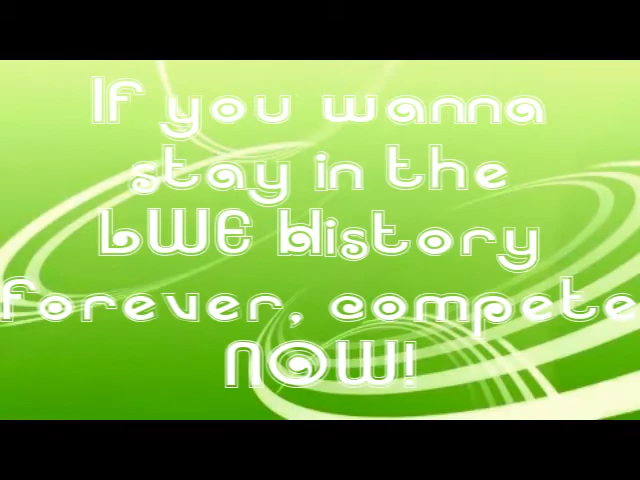 If you wanna
stay in the
LWE History
forever, compete
NOW!